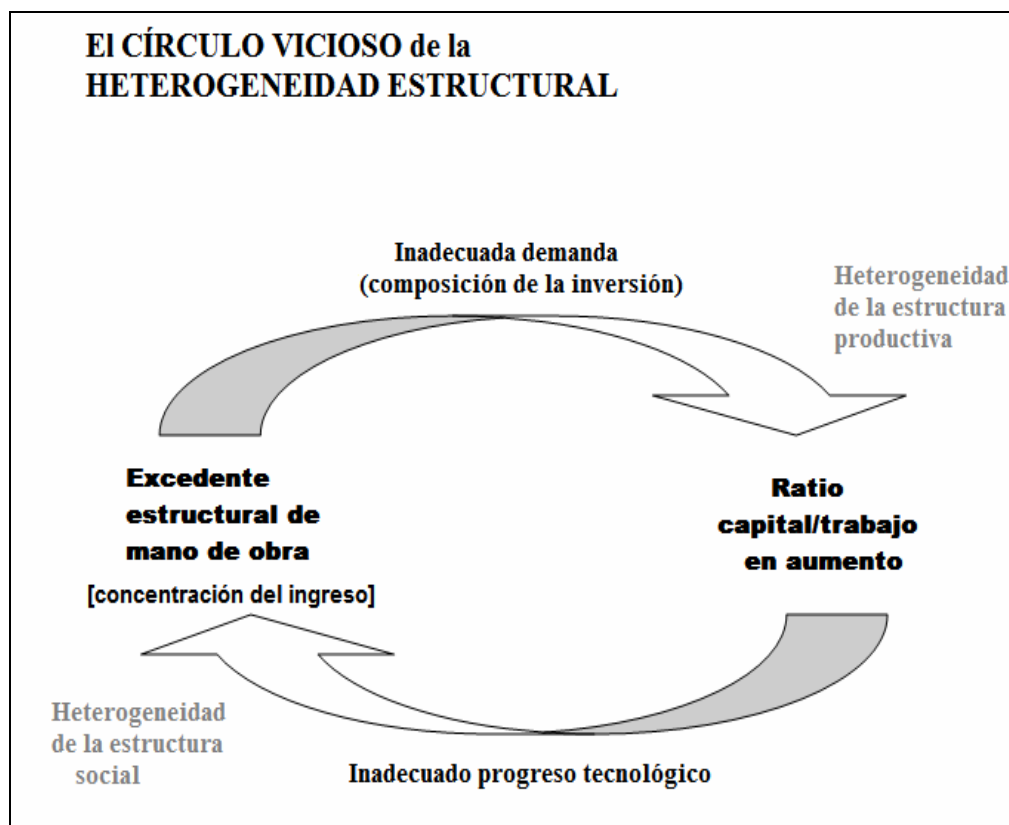 El CÍRCULO VICIOSO de la
HETEROGENEIDAD ESTRUCTURAL
Inadecuada demanda
(composición de la inversión)
Heterogeneidad
de la estructura
productiva
Excedente
estructural de
mano de obra
[concentración del ingreso]
Ratio
capital/trabajo
en aumento
Heterogeneidad
de la estructura
social
Inadecuado progreso tecnológico